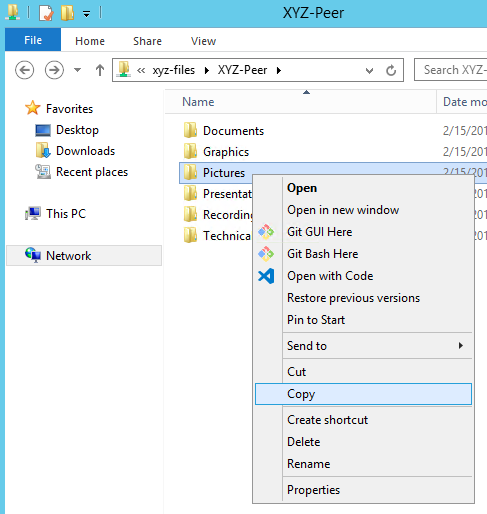 XYZ-Peer
File Home Share View
« xyz-files XYZ-Peer Search XYZ-
Name Date mo
Favorites
Desktop
Downloads
Recent places
This PC
Network
Documents 2/15/201
Graphics 2/15/201
Pictures 2/15/201
Presentat
Recording
Technica
Open
Open in new window
Git GUI Here
Git Bash Here
Open with Code
Restore previous versions
Pin to Start
Send to
Cut
Copy
Create shortcut
Delete
Rename
Properties